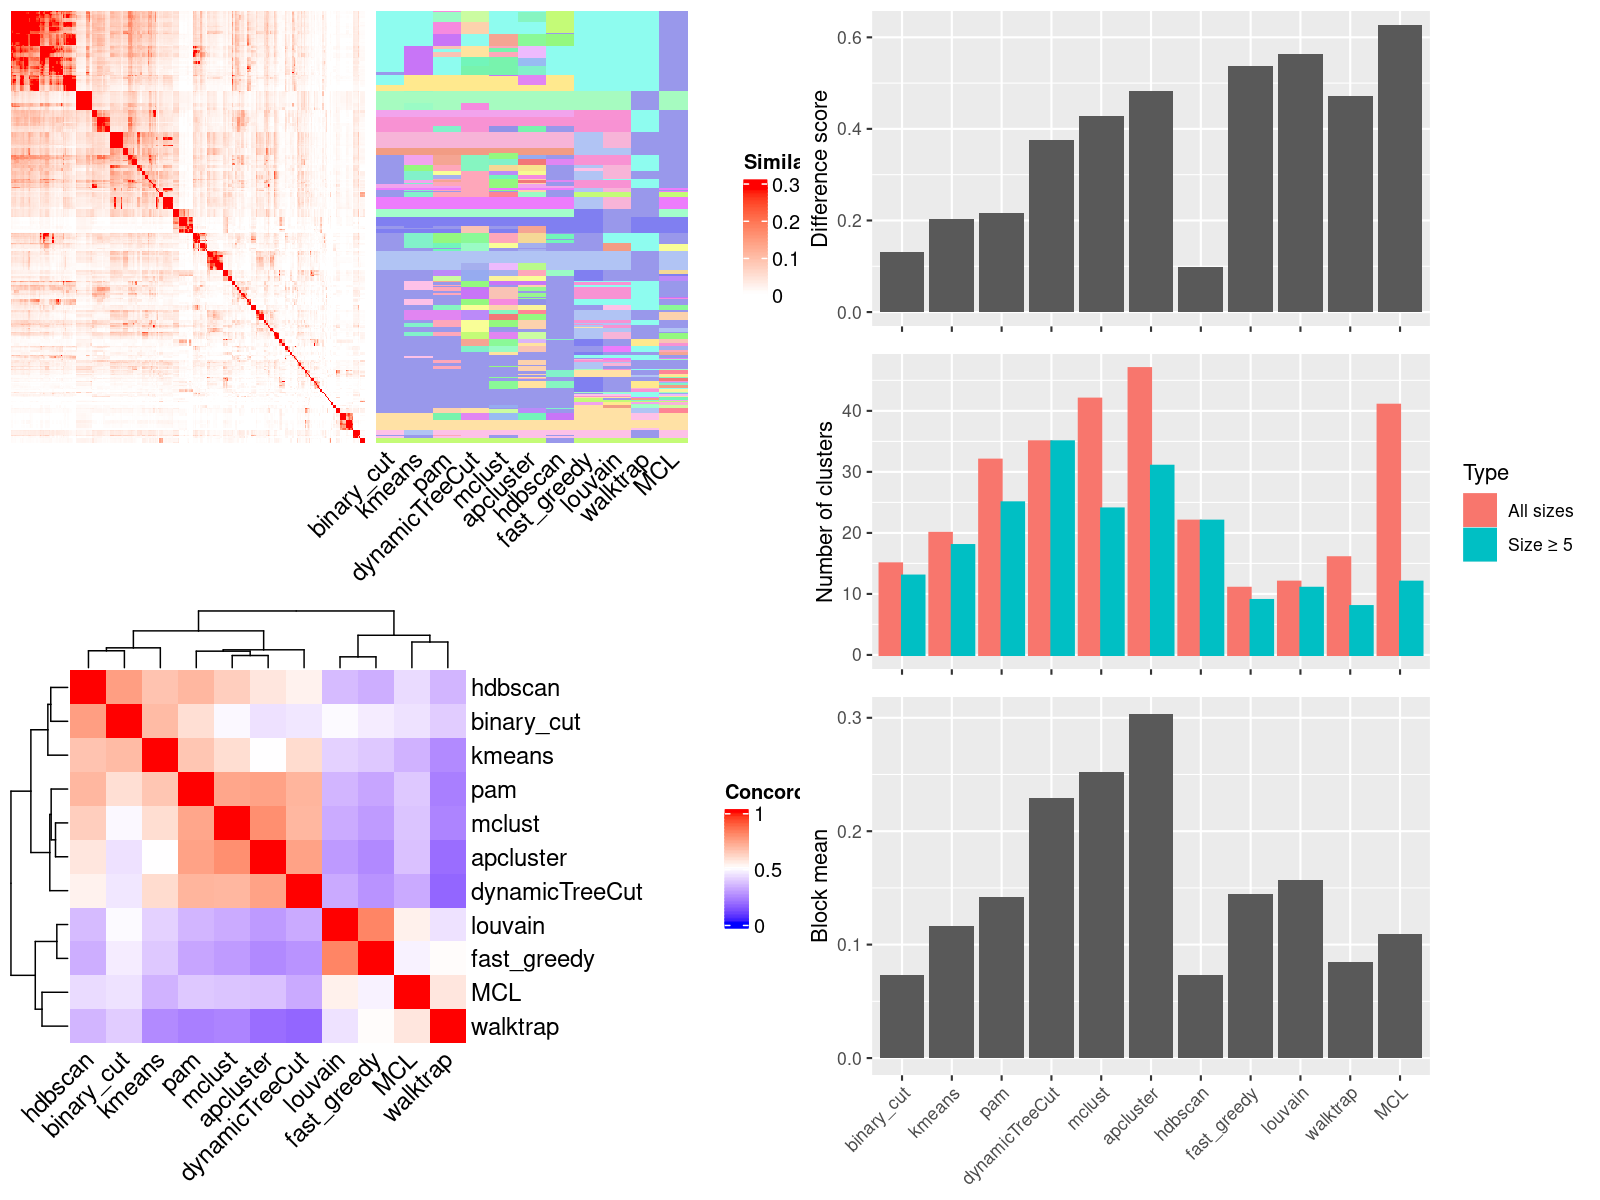 Simila
0.3
0.2
0.1
0
binary_cut
kmeans
pam
dynamicTreeCut
mclust
apcluster
hdbscan
fast_greedy
louvain
walktrap
MCL
hdbscan
binary_cut
kmeans
pam
mclust
apcluster
dynamicTreeCut
louvain
fast_greedy
MCL
walktrap
hdbscan
binary_cut
kmeans
pam
mclust
apcluster
dynamicTreeCut
louvain
fast_greedy
MCL
walktrap
Concord
1
0.5
0
Difference score
0.6
0.4
0.2
0.0
Number of clusters
40
30
20
10
0
Type
All sizes
Size ≥ 5
Block mean
0.3
0.2
0.1
0.0
binary_cut
kmeans
pam
dynamicTreeCut
mclust
apcluster
hdbscan
fast_greedy
louvain
walktrap
MCL